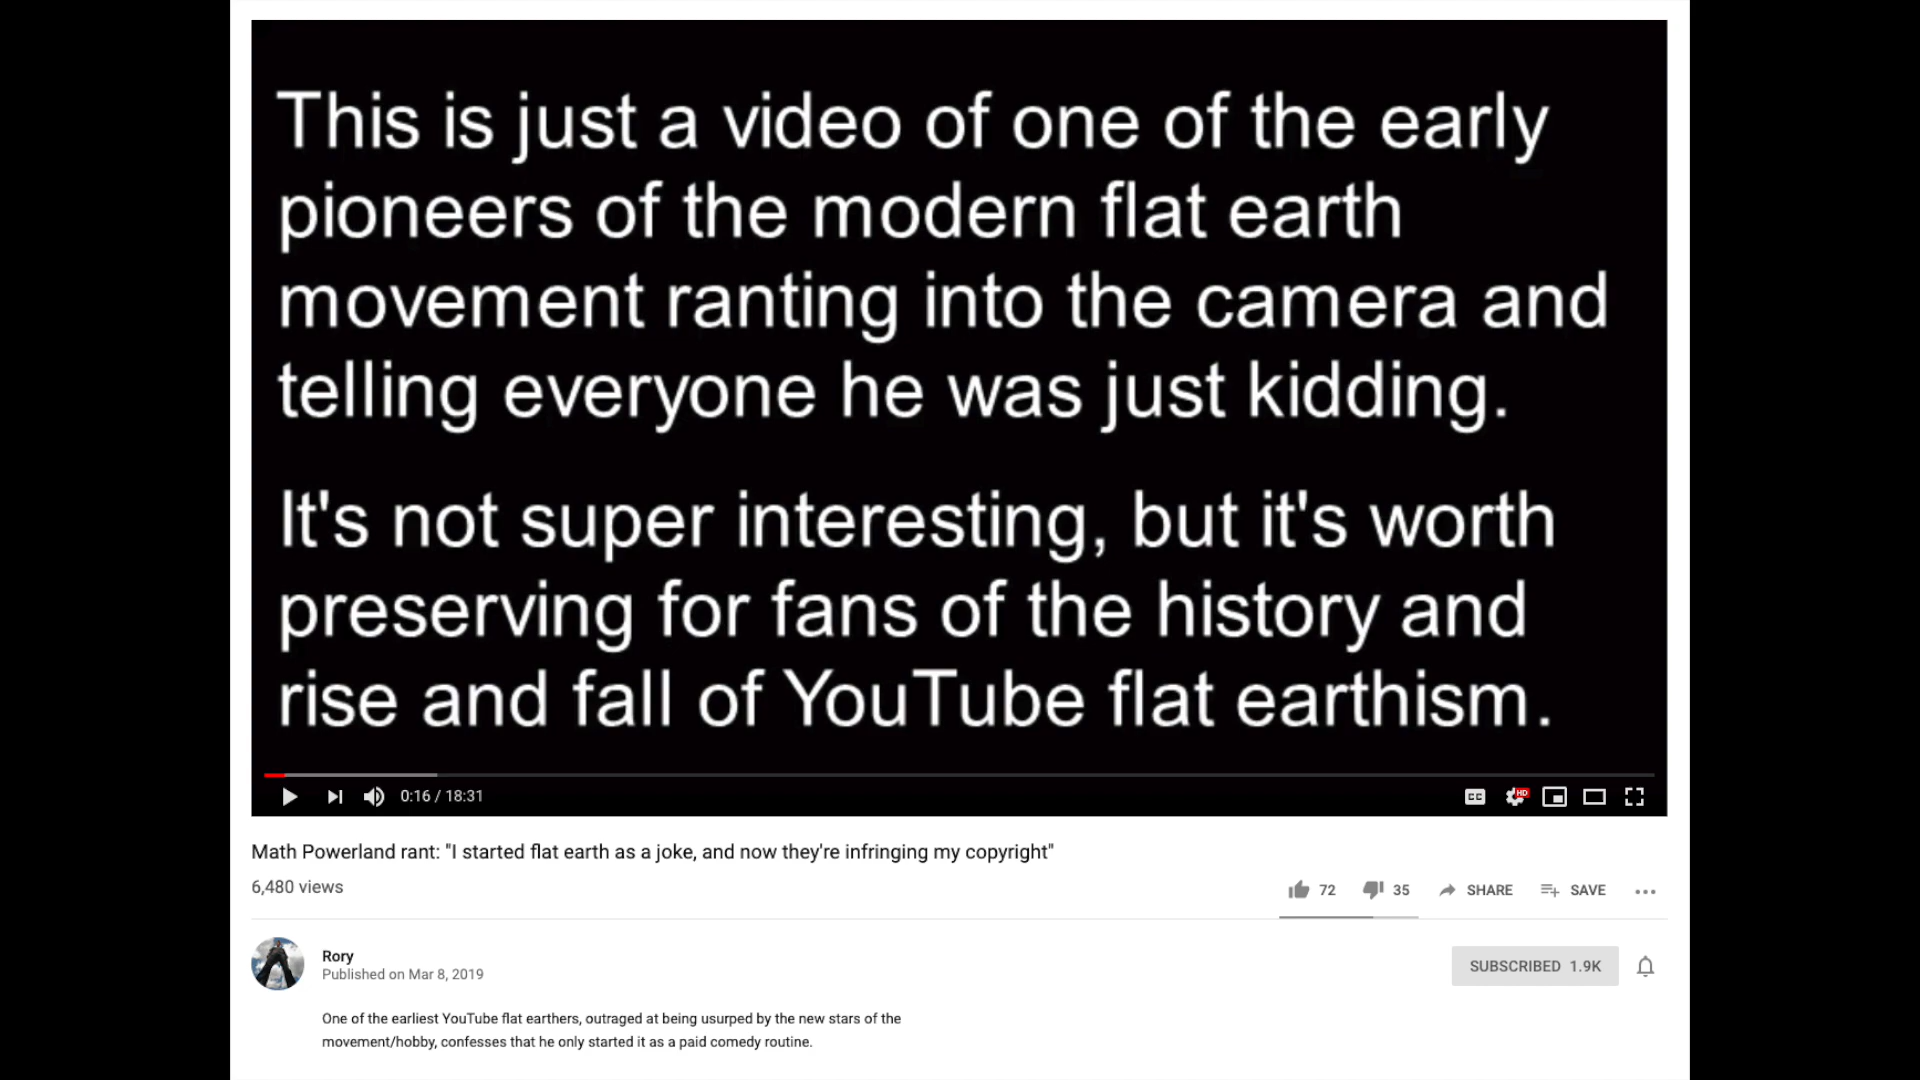 This is just a video of one of the early
pioneers of the modern flat earth
movement ranting into the camera and
telling everyone he was just kidding.
It's not super interesting, but it's worth
preserving for fans of the history and
rise and fall of YouTube flat earthism.
0:16 / 18:31
CC
HD
Math Powerland rant: "I started flat earth as a joke, and now they're infringing my copyright"
6,480 views
72 35 SHARE SAVE
Rory
Published on Mar 8, 2019
SUBSCRIBED 1.9K
One of the earliest YouTube flat earthers, outraged at being usurped by the new stars of the
movement/hobby, confesses that he only started it as a paid comedy routine.